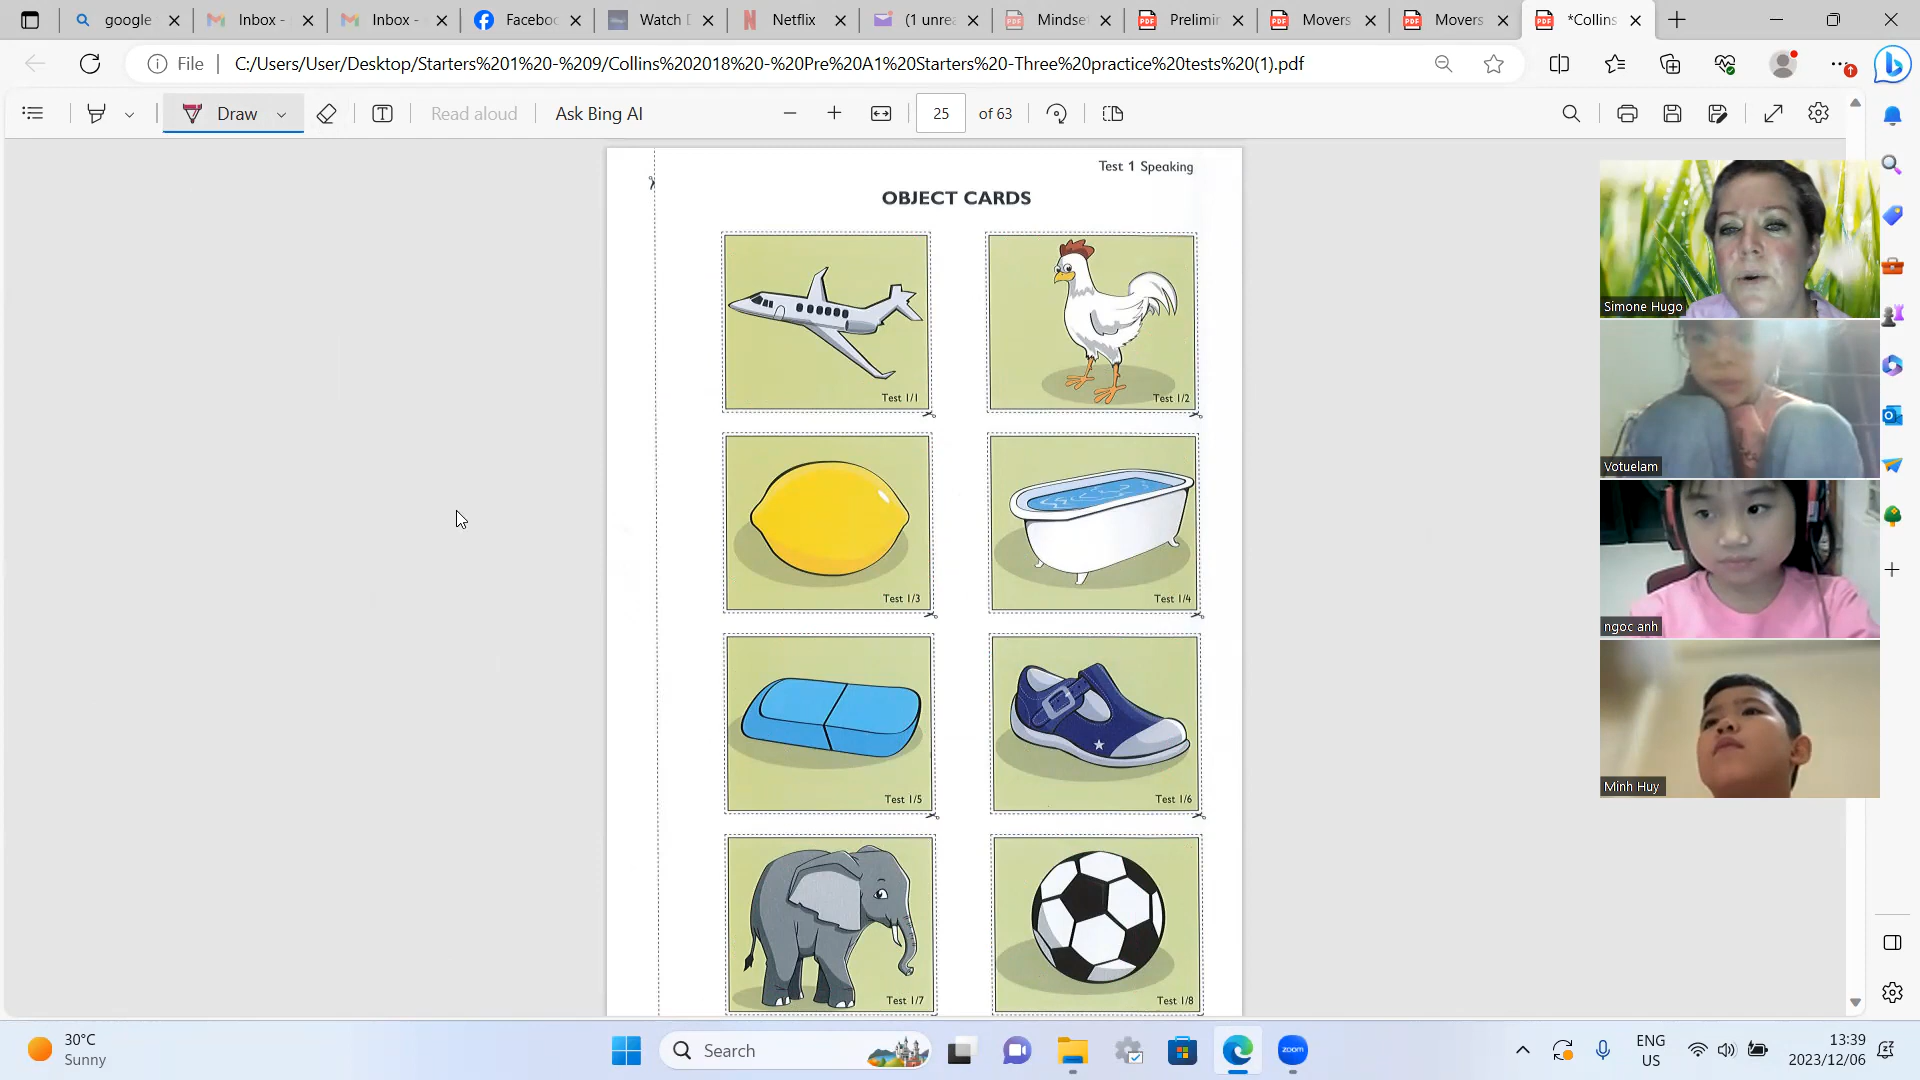 google
Inbox -
Inbox -
Faceboo
Watch D
Netflix
(1 unrea
Mindse
Prelimin
Movers
Movers
*Collins
File
C:/Users/User/Desktop/Starters%201%20-%209/Collins%202018%20-%20Pre%20A1%20Starters%20-Three%20practice%20tests%20(1).pdf
Draw
Read aloud
Ask Bing AI
25 of 63
Test 1 Speaking
OBJECT CARDS
Test 1/1
Test 1/2
Test 1/3
Test 1/4
Test 1/5
Test 1/6
Test 1/7
Test 1/8
Simone Hugo
Votuelam
ngoc anh
Minh Huy
30°C
Sunny
Search
zoom
ENG
US
13:39
2023/12/06